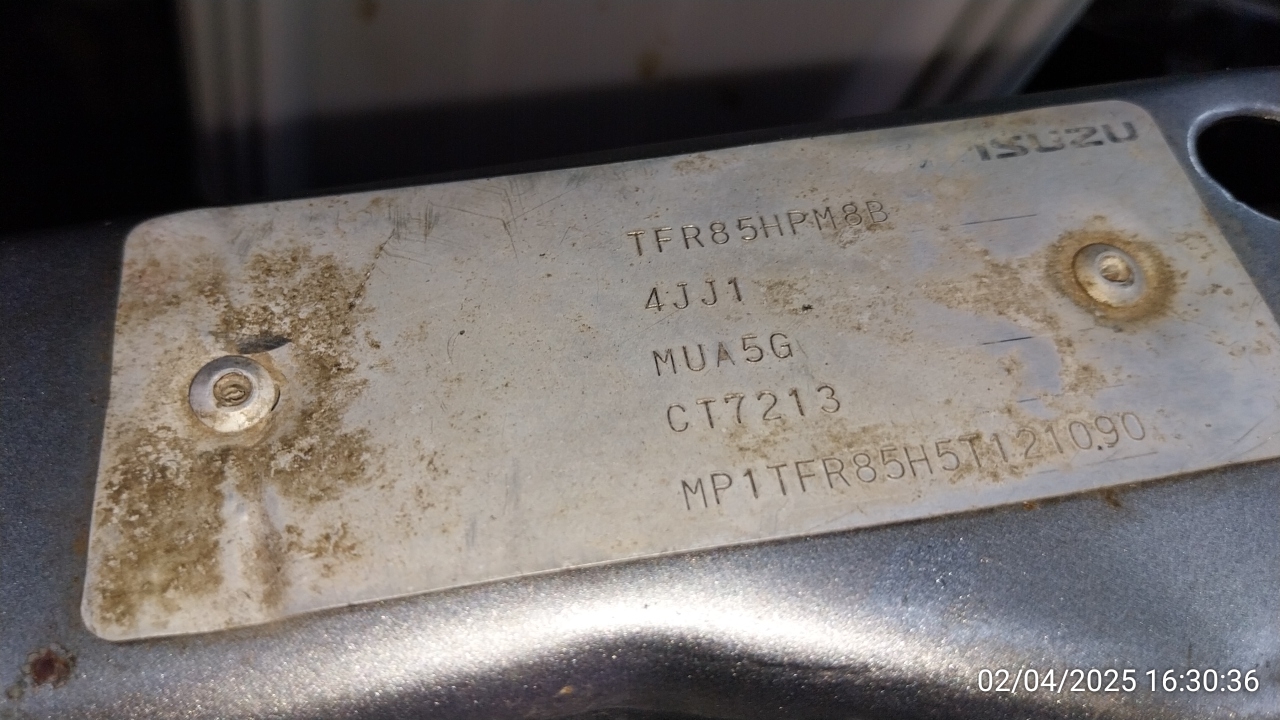 ISUZU
TFR85HPM8B
4JJ1
MUA5G
CT7213
MP1TFR85H5T121090
02/04/2025 16:30:36